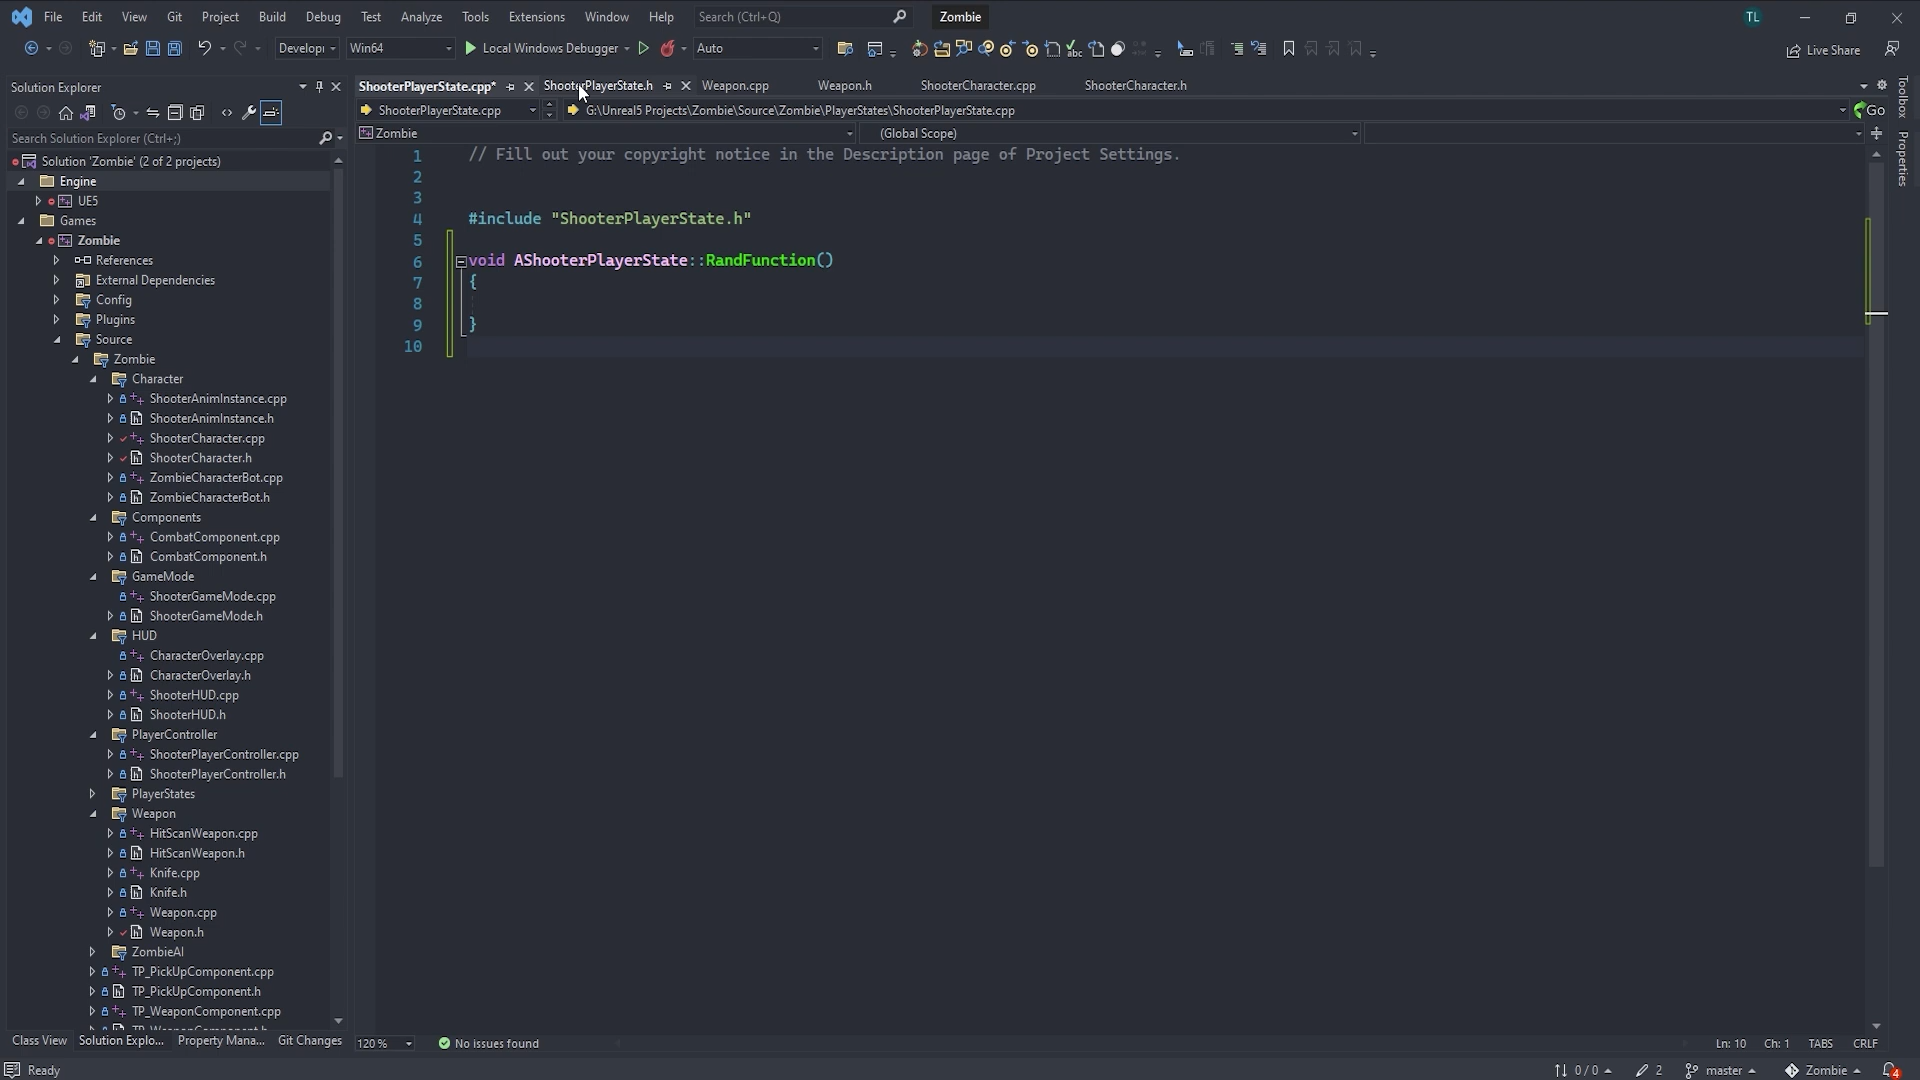 File Edit View Git Project Build Debug Test Analyze Tools Extensions Window Help Search (Ctrl+Q) Zombie TL
Develop Win64 Local Windows Debugger Auto Live Share
Solution Explorer
Search Solution Explorer (Ctrl+;)
Solution 'Zombie' (2 of 2 projects)
Engine
UE5
Games
Zombie
References
External Dependencies
Config
Plugins
Source
Zombie
Character
ShooterAnimInstance.cpp
ShooterAnimInstance.h
ShooterCharacter.cpp
ShooterCharacter.h
ZombieCharacterBot.cpp
ZombieCharacterBot.h
Components
CombatComponent.cpp
CombatComponent.h
GameMode
ShooterGameMode.cpp
ShooterGameMode.h
HUD
CharacterOverlay.cpp
CharacterOverlay.h
ShooterHUD.cpp
ShooterHUD.h
PlayerController
ShooterPlayerController.cpp
ShooterPlayerController.h
PlayerStates
Weapon
HitScanWeapon.cpp
HitScanWeapon.h
Knife.cpp
Knife.h
Weapon.cpp
Weapon.h
ZombieAI
TP_PickUpComponent.cpp
TP_PickUpComponent.h
TP_WeaponComponent.cpp
TP_WeaponComponent.h
Class View Solution Explo... Property Mana... Git Changes
ShooterPlayerState.cpp* ShooterPlayerState.h Weapon.cpp Weapon.h ShooterCharacter.cpp ShooterCharacter.h
ShooterPlayerState.cpp G:\Unreal5 Projects\Zombie\Source\Zombie\PlayerStates\ShooterPlayerState.cpp Go
Zombie (Global Scope)
1 // Fill out your copyright notice in the Description page of Project Settings.
2
3
4 #include "ShooterPlayerState.h"
5
6 void AShooterPlayerState::RandFunction()
7 {
8
9 }
10
120 % No issues found Ln: 10 Ch: 1 TABS CRLF
Toolbox
Properties
Ready 0 / 0 2 master Zombie 4